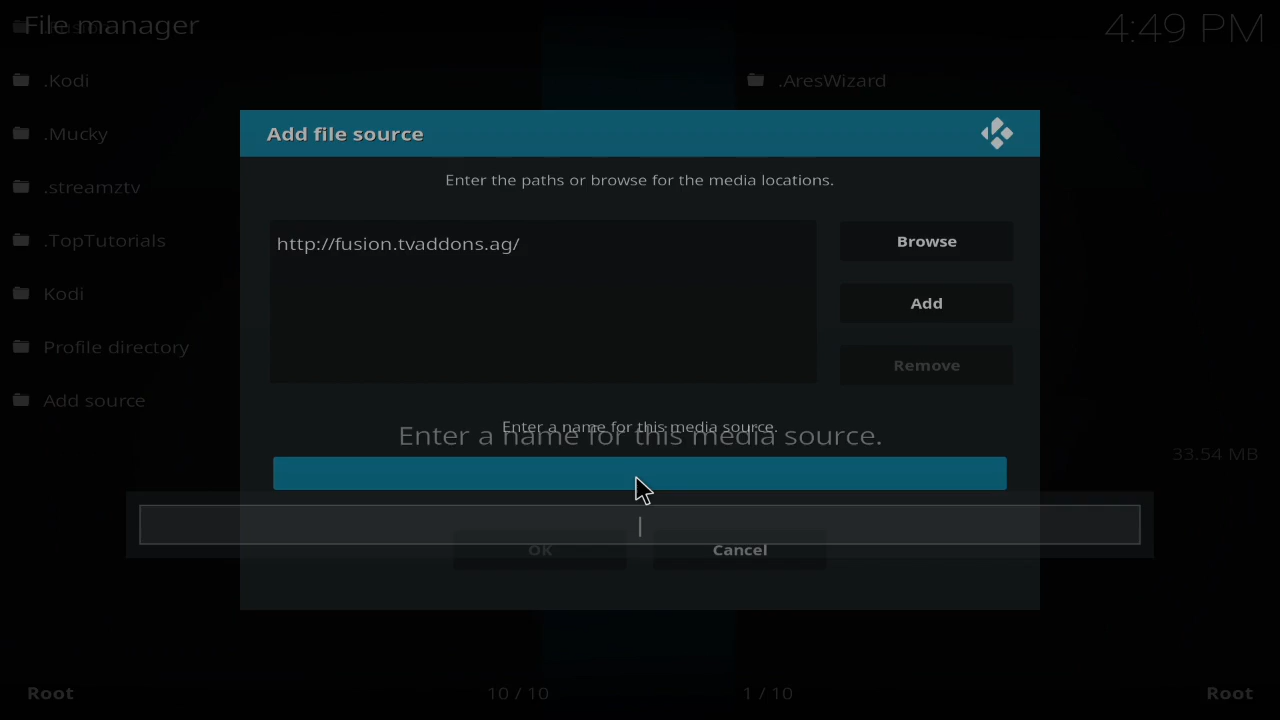 File manager
4:49 PM
.Kodi
.AresWizard
.Mucky
.streamztv
.TopTutorials
Kodi
Profile directory
Add source
Add file source
Enter the paths or browse for the media locations.
http://fusion.tvaddons.ag/
Browse
Add
Remove
Enter a name for this media source.
Enter a name for this media source.
33.54 MB
OK
Cancel
Root
10 / 10
1 / 10
Root